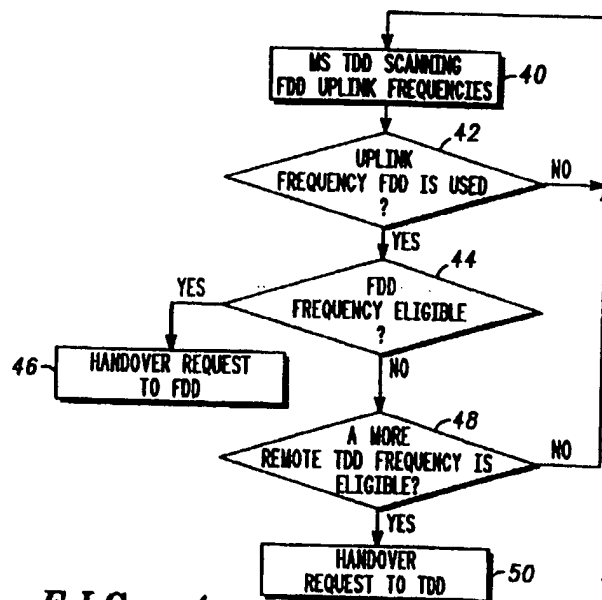 MS TDD SCANNING
FDD UPLINK FREQUENCIES
40
42
UPLINK
FREQUENCY FDD IS USED
?
NO
YES
44
FDD
FREQUENCY ELIGIBLE
?
YES
46
HANDOVER REQUEST
TO FDD
NO
48
A MORE
REMOTE TDD FREQUENCY IS
ELIGIBLE?
NO
YES
HANDOVER
REQUEST TO TDD
50